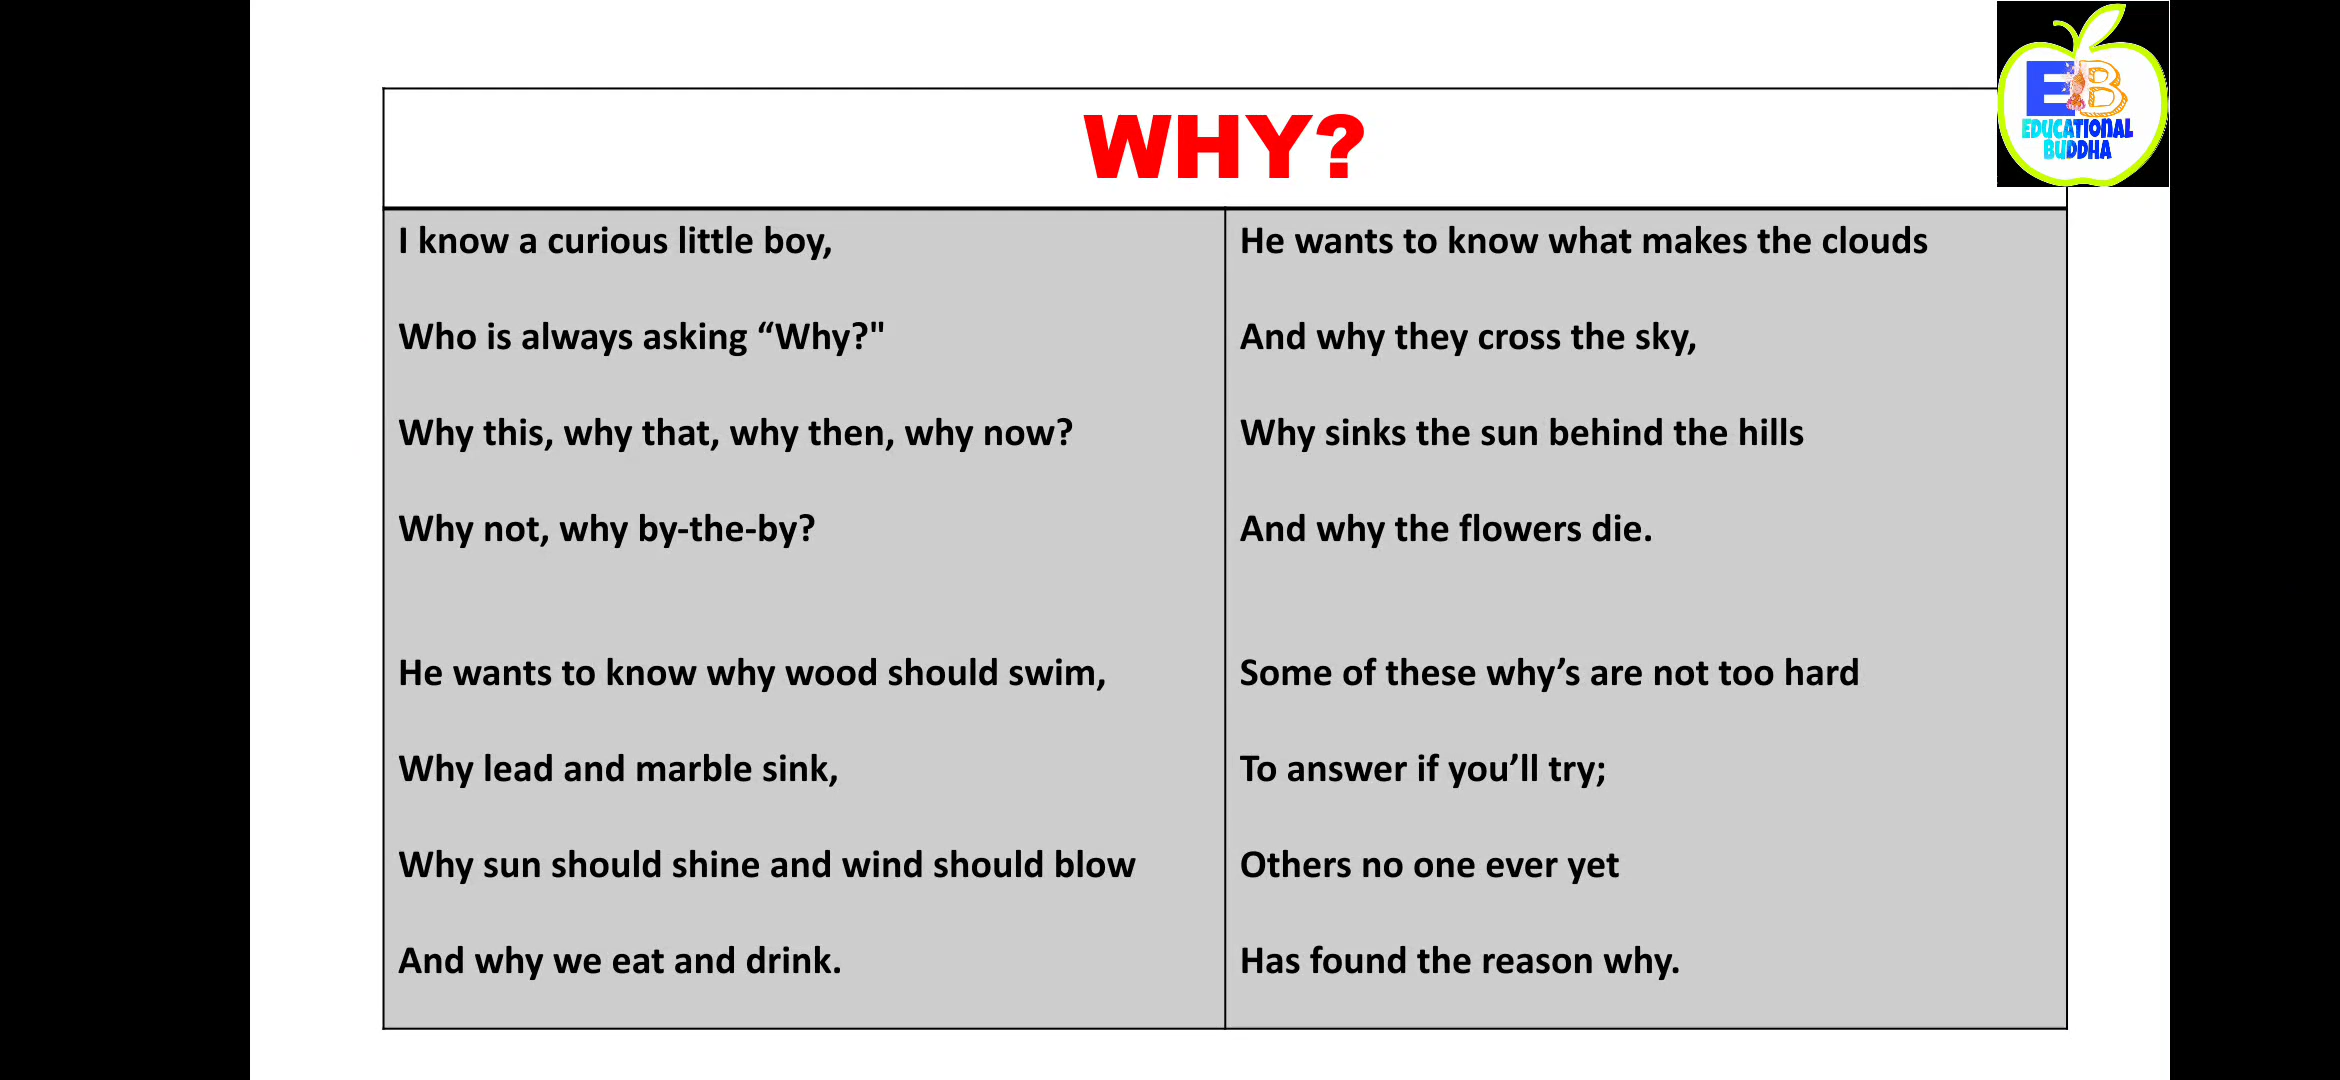 WHY?
EB
EDUCATIONAL
BUDDHA
I know a curious little boy,
Who is always asking “Why?"
Why this, why that, why then, why now?
Why not, why by-the-by?
He wants to know why wood should swim,
Why lead and marble sink,
Why sun should shine and wind should blow
And why we eat and drink.
He wants to know what makes the clouds
And why they cross the sky,
Why sinks the sun behind the hills
And why the flowers die.
Some of these why’s are not too hard
To answer if you’ll try;
Others no one ever yet
Has found the reason why.